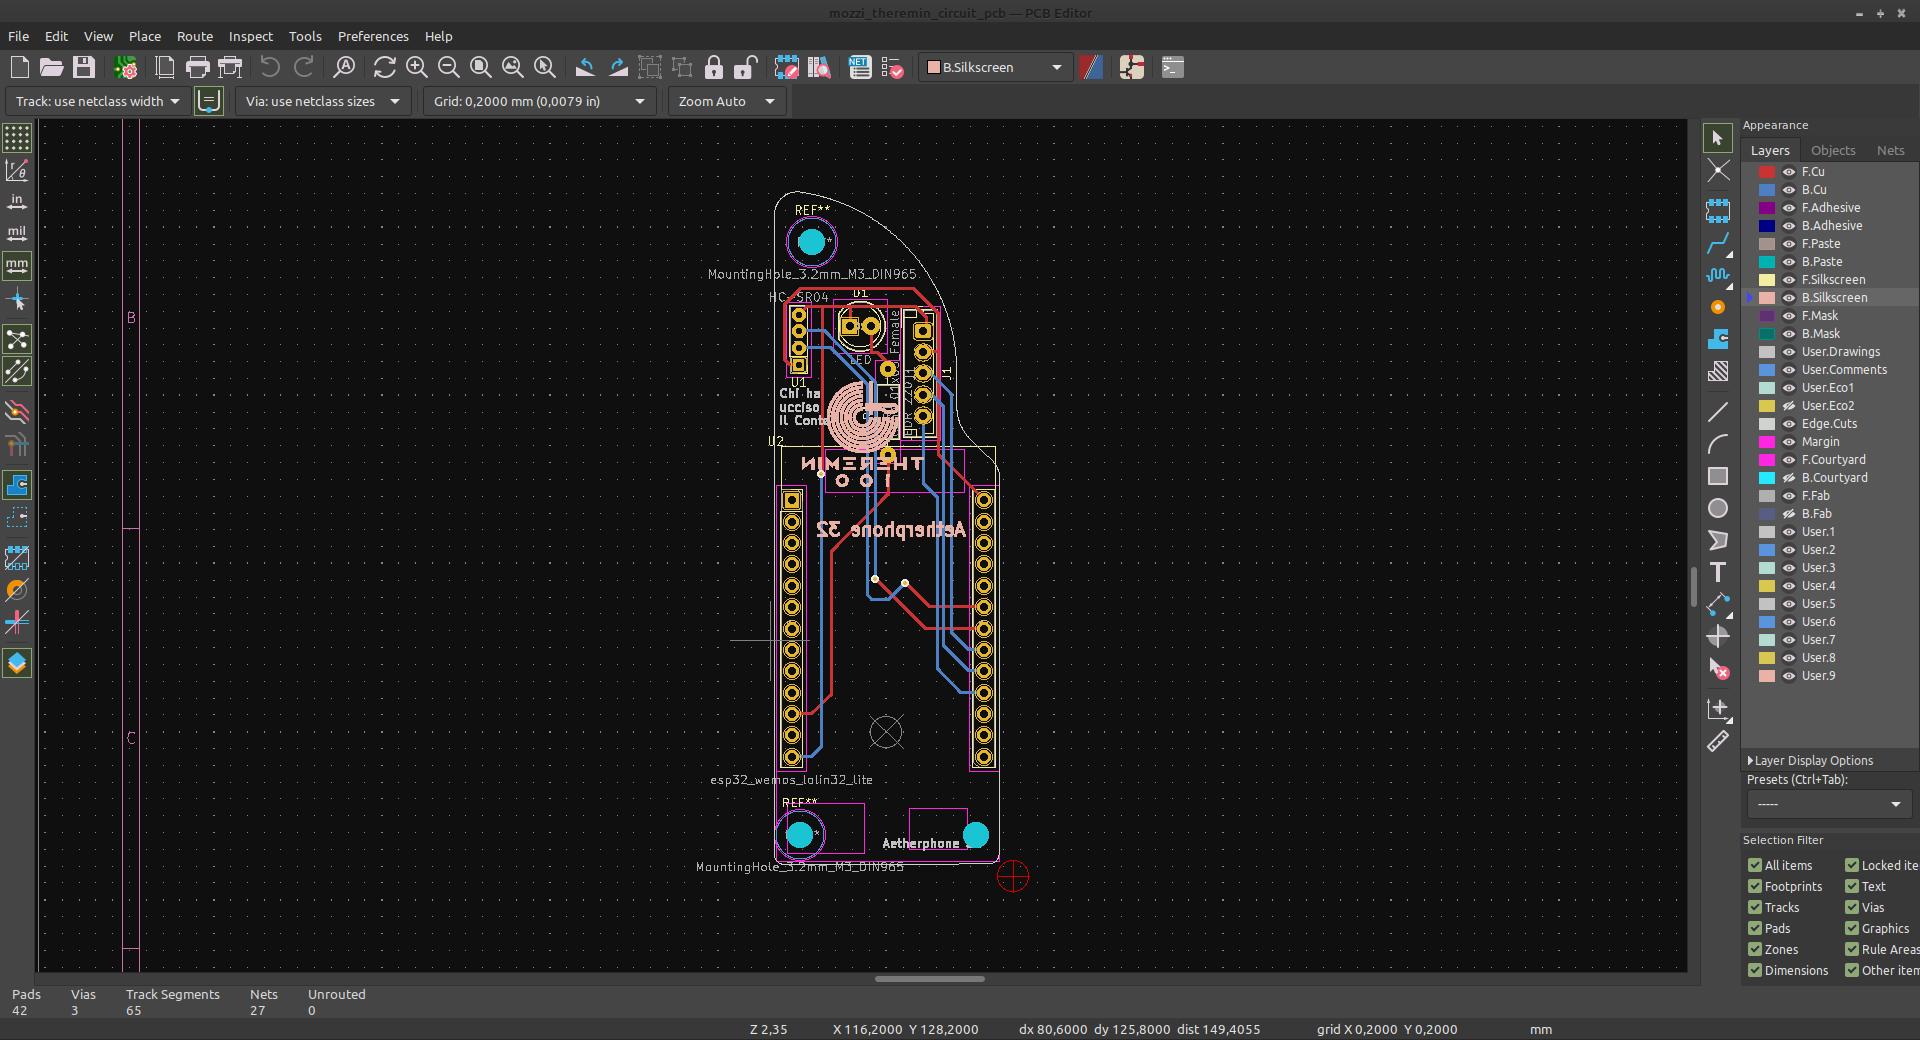 mozzi_theremin_circuit_pcb — PCB Editor
File Edit View Place Route Inspect Tools Preferences Help
NET
B.Silkscreen
Track: use netclass width
Via: use netclass sizes
Grid: 0,2000 mm (0,0079 in)
Zoom Auto
in
mil
mm
B
C
REF**
MountingHole_3.2mm_M3_DIN965
HC-SR04
D1
LED
U1
J1
Chi ha
ucciso
il Conte
U2
THEREMIN
100
Aetherphone 32
esp32_wemos_lolin32_lite
REF**
Aetherphone
MountingHole_3.2mm_M3_DIN965
Appearance
Layers Objects Nets
F.Cu
B.Cu
F.Adhesive
B.Adhesive
F.Paste
B.Paste
F.Silkscreen
B.Silkscreen
F.Mask
B.Mask
User.Drawings
User.Comments
User.Eco1
User.Eco2
Edge.Cuts
Margin
F.Courtyard
B.Courtyard
F.Fab
B.Fab
User.1
User.2
User.3
User.4
User.5
User.6
User.7
User.8
User.9
Layer Display Options
Presets (Ctrl+Tab):
-----
Selection Filter
All items Locked ite
Footprints Text
Tracks Vias
Pads Graphics
Zones Rule Areas
Dimensions Other item
Pads Vias Track Segments Nets Unrouted
42 3 65 27 0
Z 2,35 X 116,2000 Y 128,2000 dx 80,6000 dy 125,8000 dist 149,4055 grid X 0,2000 Y 0,2000 mm